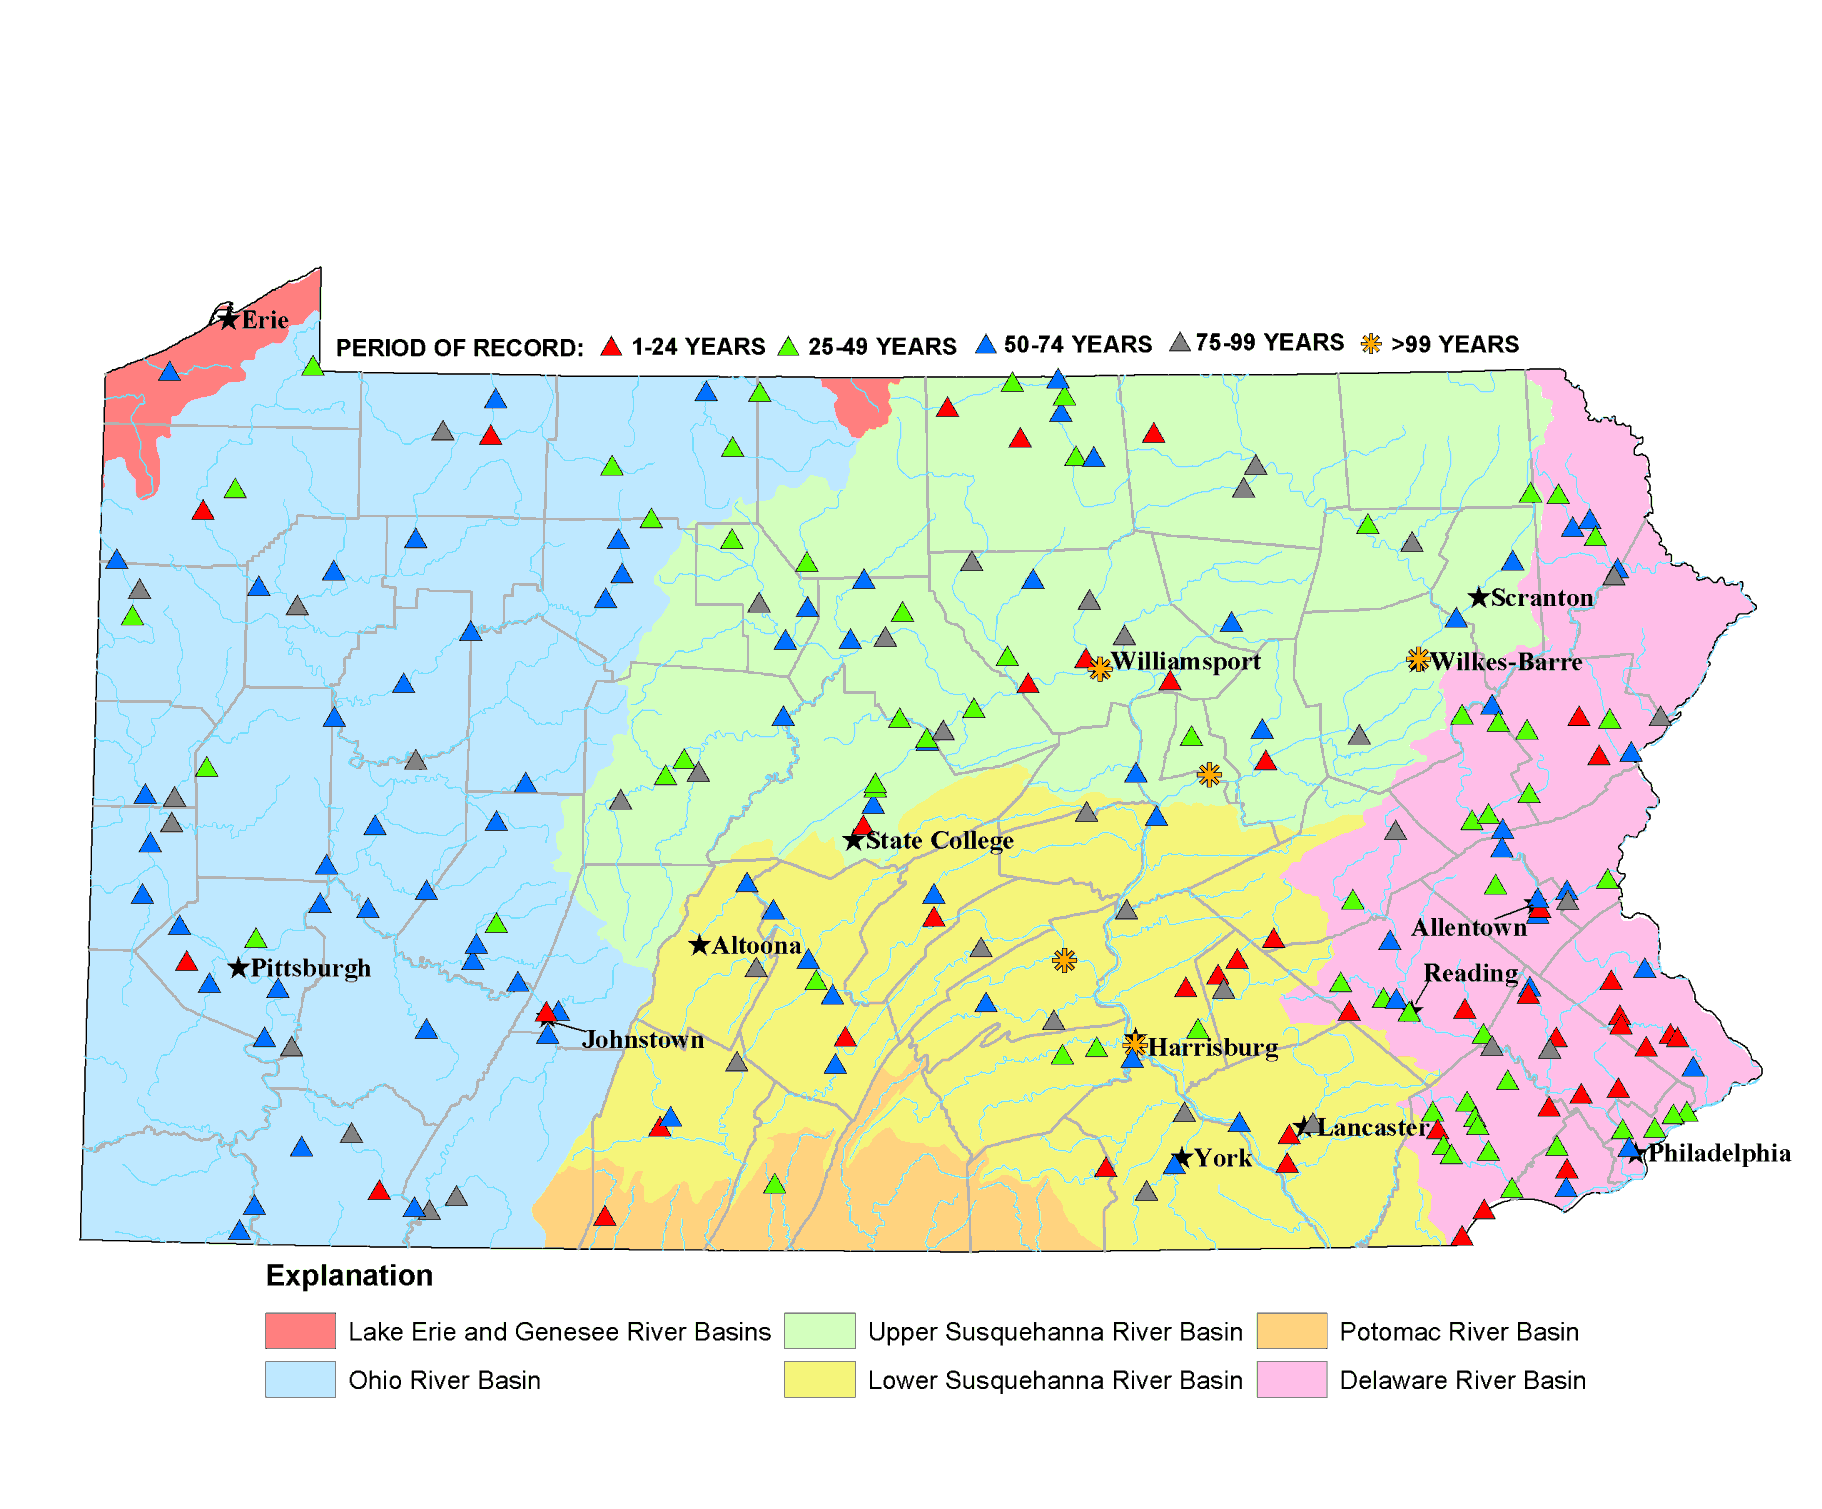 Erie
PERIOD OF RECORD: 1-24 YEARS 25-49 YEARS 50-74 YEARS 75-99 YEARS >99 YEARS
Scranton
Williamsport
Wilkes-Barre
State College
Allentown
Altoona
Pittsburgh
Reading
Johnstown
Harrisburg
Lancaster
York
Philadelphia
Explanation
Lake Erie and Genesee River Basins
Upper Susquehanna River Basin
Potomac River Basin
Ohio River Basin
Lower Susquehanna River Basin
Delaware River Basin